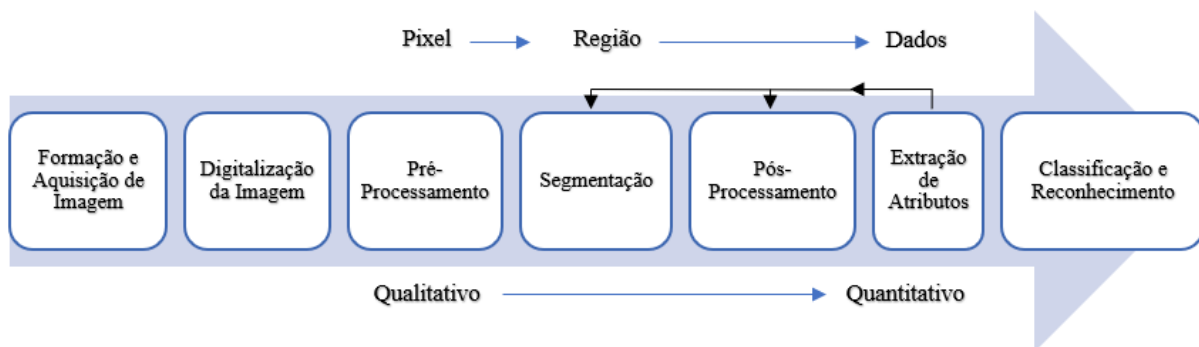 Pixel Região Dados
Formação e
Aquisição de
Imagem
Digitalização
da Imagem
Pré-
Processamento
Segmentação
Pós-
Processamento
Extração
de
Atributos
Classificação e
Reconhecimento
Qualitativo Quantitativo